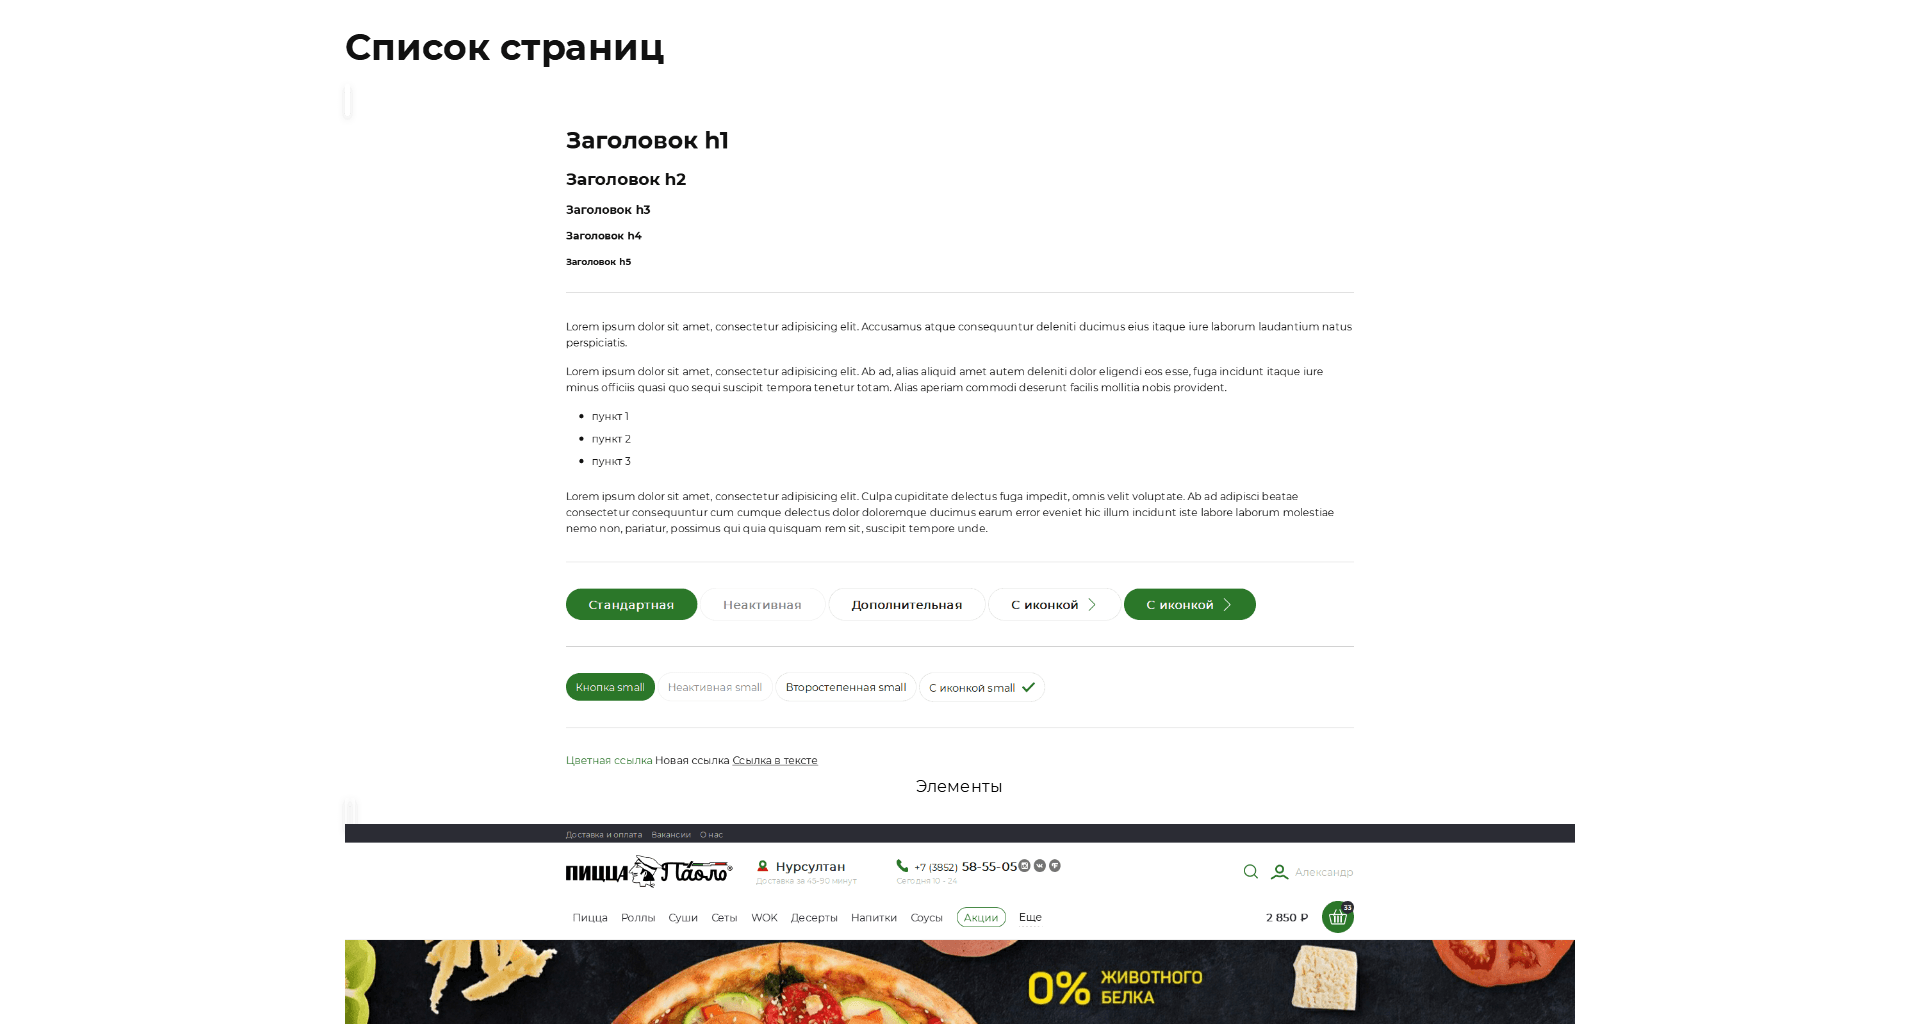 Список страниц
Заголовок h1
Заголовок h2
Заголовок h3
Заголовок h4
Заголовок h5
Lorem ipsum dolor sit amet, consectetur adipisicing elit. Accusamus atque consequuntur deleniti ducimus eius itaque iure laborum laudantium natus
perspiciatis.
Lorem ipsum dolor sit amet, consectetur adipisicing elit. Ab ad, alias aliquid amet autem deleniti dolor eligendi eos esse, fuga incidunt itaque iure
minus officiis quasi quo sequi suscipit tempora tenetur totam. Alias aperiam commodi deserunt facilis mollitia nobis provident.
пункт 1
пункт 2
пункт 3
Lorem ipsum dolor sit amet, consectetur adipisicing elit. Culpa cupiditate delectus fuga impedit, omnis velit voluptate. Ab ad adipisci beatae
consectetur consequuntur cum cumque delectus dolor doloremque ducimus earum error eveniet hic illum incidunt iste labore laborum molestiae
nemo non, pariatur, possimus qui quia quisquam rem sit, suscipit tempore unde.
Стандартная Неактивная Дополнительная С иконкой С иконкой
Кнопка small Неактивная small Второстепенная small С иконкой small
Цветная ссылка Новая ссылка Ссылка в тексте
Элементы
Доставка и оплата Вакансии О нас
ПИЦЦА Паоло® Нурсултан +7 (3852) 58-55-05 Александр
Доставка за 45-90 минут Сегодня 10 - 24
Пицца Роллы Суши Сеты WOK Десерты Напитки Соусы Акции Еще 2 850 ₽ 33
0% ЖИВОТНОГО
БЕЛКА